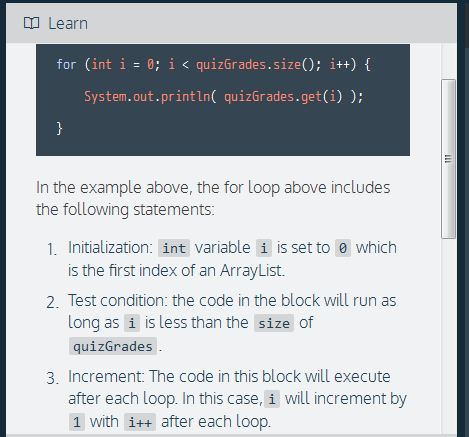 Learn
for (int i = 0; i < quizGrades.size(); i++) {
System.out.println( quizGrades.get(i) );
}
In the example above, the for loop above includes
the following statements:
1. Initialization: int variable i is set to 0 which
is the first index of an ArrayList.
2. Test condition: the code in the block will run as
long as i is less than the size of
quizGrades.
3. Increment: The code in this block will execute
after each loop. In this case, i will increment by
1 with i++ after each loop.